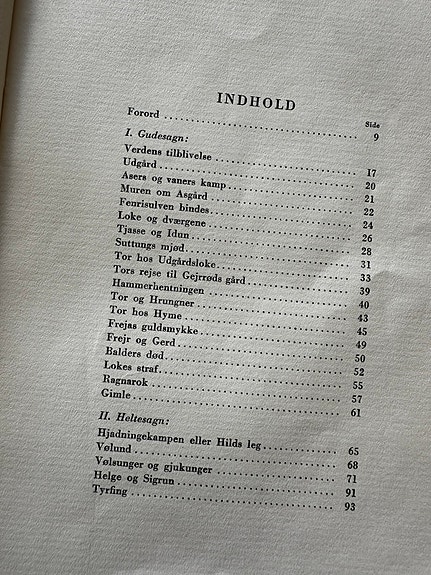 INDHOLD
Side
Forord 9
I. Gudesagn:
Verdens tilblivelse 17
Udgård 20
Asers og vaners kamp 21
Muren om Asgård 22
Fenrisulven bindes 24
Loke og dværgene 26
Tjasse og Idun 28
Suttungs mjød 31
Tor hos Udgårdsloke 33
Tors rejse til Gejrrøds gård 39
Hammerhentningen 40
Tor og Hrungner 43
Tor hos Hyme 45
Frejas guldsmykke 49
Frejr og Gerd 50
Balders død 52
Lokes straf 55
Ragnarok 57
Gimle 61
II. Heltesagn:
Hjadningekampen eller Hilds leg 65
Vølund 68
Vølsunger og gjukunger 71
Helge og Sigrun 91
Tyrfing 93